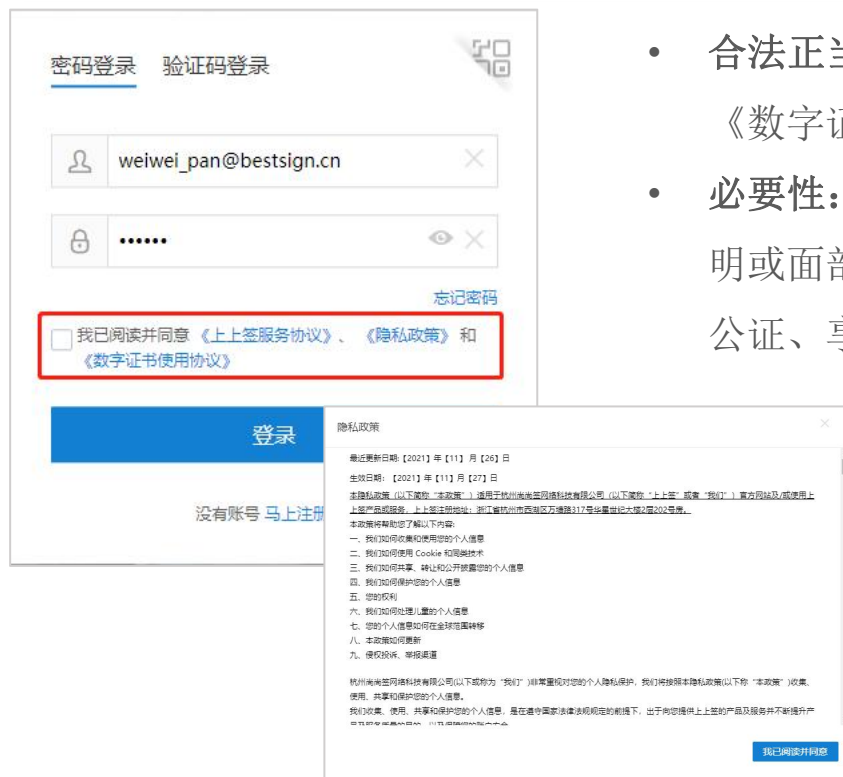 密码登录 验证码登录
weiwei_pan@bestsign.cn
••••••
忘记密码
我已阅读并同意 《上上签服务协议》、 《隐私政策》 和
《数字证书使用协议》
登录
没有账号 马上注册
• 合法正当
《数字证
• 必要性：
明或面部
公证、享
隐私政策
最近更新日期:【2021】年【11】月【26】日
生效日期: 【2021】年【11】月【27】日
本隐私政策（以下简称“本政策”）适用于杭州尚尚签网络科技有限公司（以下简称“上上签”或者“我们”）官方网站及/或使用上
上签产品或服务，上上签注册地址：浙江省杭州市西湖区万塘路317号华星世纪大楼2层202号房。
本政策将帮助您了解以下内容:
一、我们如何收集和使用您的个人信息
二、我们如何使用 Cookie 和同类技术
三、我们如何共享、转让和公开披露您的个人信息
四、我们如何保护您的个人信息
五、您的权利
六、我们如何处理儿童的个人信息
七、您的个人信息如何在全球范围转移
八、本政策如何更新
九、侵权投诉、举报渠道
杭州尚尚签网络科技有限公司(以下或称为“我们”)非常重视对您的个人隐私保护，我们将按照本隐私政策(以下称“本政策”)收集、
使用、共享和保护您的个人信息。
我们收集、使用、共享和保护您的个人信息，是在遵守国家法律法规规定的前提下，出于向您提供上上签的产品及服务并不断提升产
我已阅读并同意